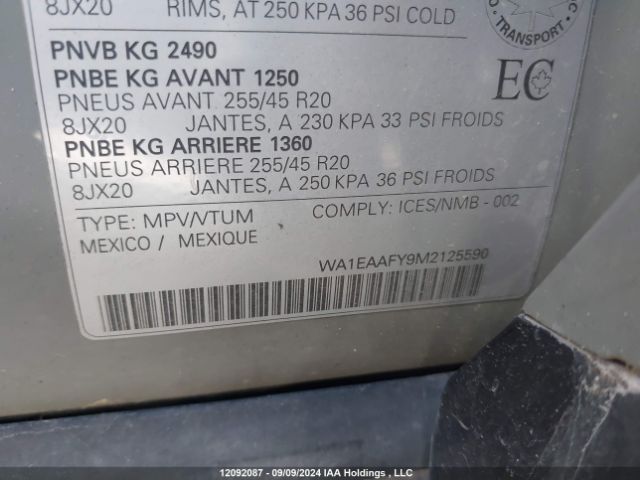 8JX20 RIMS, AT 250 KPA 36 PSI COLD
TRANSPORT
PNVB KG 2490
PNBE KG AVANT 1250
PNEUS AVANT 255/45 R20
8JX20 JANTES, A 230 KPA 33 PSI FROIDS
EC
PNBE KG ARRIERE 1360
PNEUS ARRIERE 255/45 R20
8JX20 JANTES, A 250 KPA 36 PSI FROIDS
TYPE: MPV/VTUM COMPLY: ICES/NMB - 002
MEXICO / MEXIQUE
WA1EAAFY9M2125590
12092087 - 09/09/2024 IAA Holdings , LLC